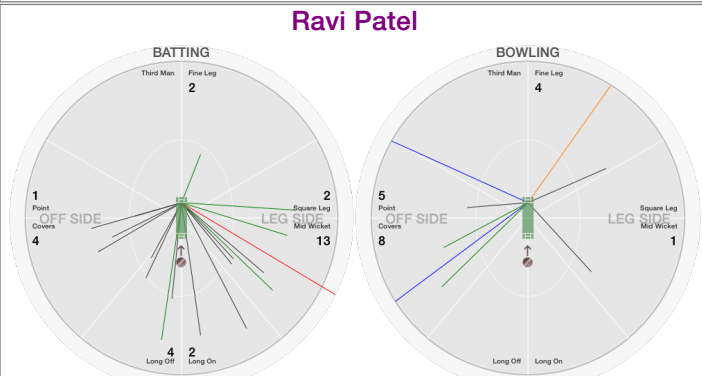 Ravi Patel
BATTING
Third Man Fine Leg
2
1 2
Point Square Leg
OFF SIDE LEG SIDE
Covers Mid Wicket
4 13
4 2
Long Off Long On
BOWLING
Third Man Fine Leg
4
5
Point Square Leg
OFF SIDE LEG SIDE
Covers Mid Wicket
8 1
Long Off Long On